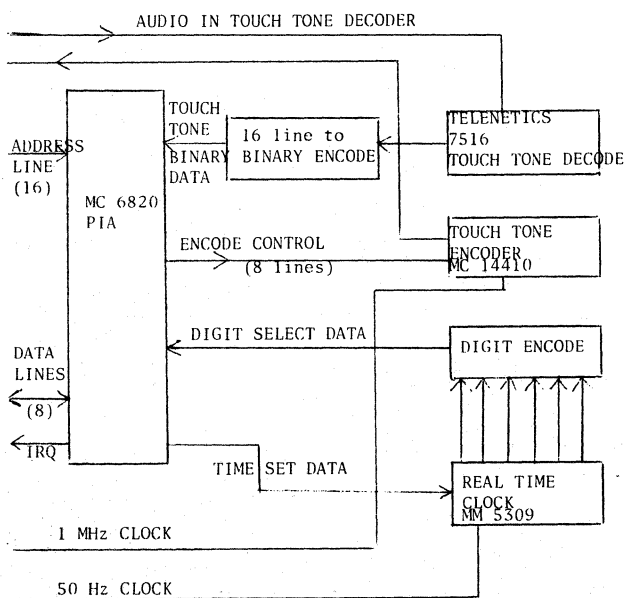 AUDIO IN TOUCH TONE DECODER
TOUCH
TONE
BINARY
DATA
16 line to
BINARY ENCODE
TELENETICS
7516
TOUCH TONE DECODE
ADDRESS
LINE
(16)
MC 6820
PIA
ENCODE CONTROL
(8 lines)
TOUCH TONE
ENCODER
MC 14410
DIGIT SELECT DATA
DIGIT ENCODE
DATA
LINES
(8)
IRQ
TIME SET DATA
REAL TIME
CLOCK
MM 5309
1 MHz CLOCK
50 Hz CLOCK